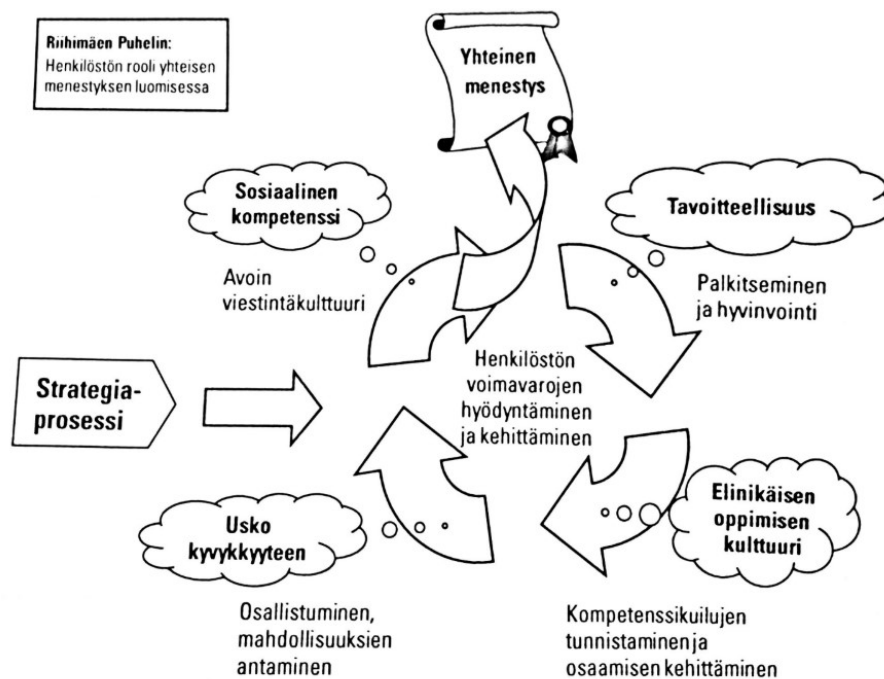 Riihimäen Puhelin:
Henkilöstön rooli yhteisen
menestyksen luomisessa
Yhteinen
menestys
Sosiaalinen
kompetenssi
Avoin
viestintäkulttuuri
Tavoitteellisuus
Palkitseminen
ja hyvinvointi
Strategia-
prosessi
Henkilöstön
voimavarojen
hyödyntäminen
ja kehittäminen
Usko
kyvykkyyteen
Osallistuminen,
mahdollisuuksien
antaminen
Elinikäisen
oppimisen
kulttuuri
Kompetenssikuilujen
tunnistaminen ja
osaamisen kehittäminen